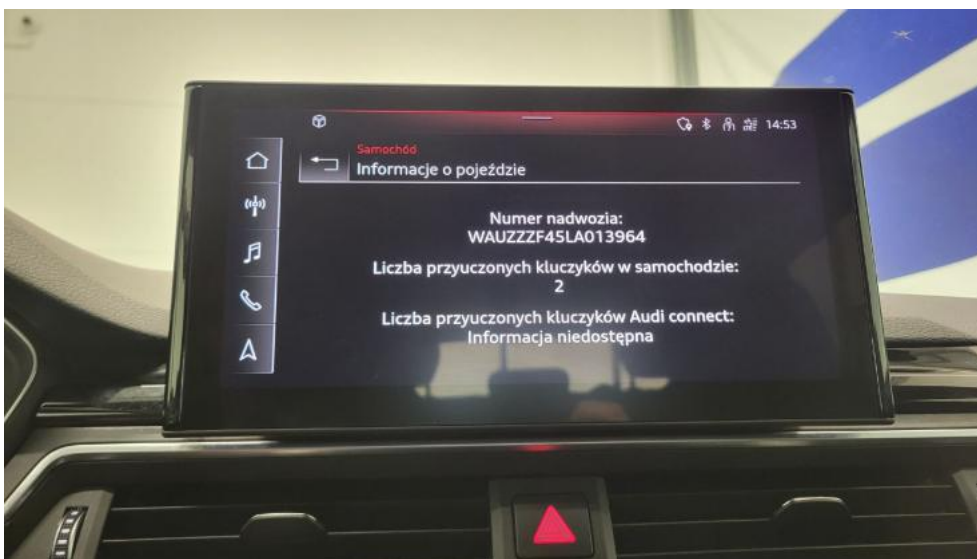 14:53
Samochód
Informacje o pojeździe
Numer nadwozia:
WAUZZZF45LA013964
Liczba przyuczonych kluczyków w samochodzie:
2
Liczba przyuczonych kluczyków Audi connect:
Informacja niedostępna